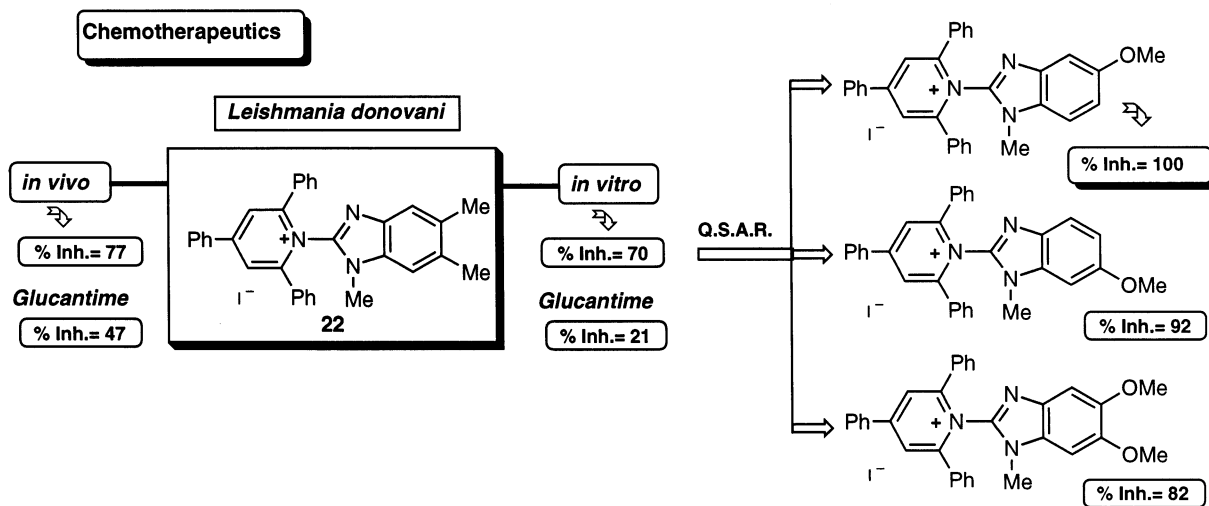 Chemotherapeutics
Leishmania donovani
in vivo
% Inh.= 77
Glucantime
% Inh.= 47
Ph
Ph
N
+
N
N
Me
Me
I⁻
Ph
Me
22
in vitro
% Inh.= 70
Glucantime
% Inh.= 21
Q.S.A.R.
Ph
Ph
N
+
N
N
OMe
I⁻
Ph
Me
% Inh.= 100
Ph
Ph
N
+
N
N
OMe
I⁻
Ph
Me
% Inh.= 92
Ph
Ph
N
+
N
N
OMe
OMe
I⁻
Ph
Me
% Inh.= 82